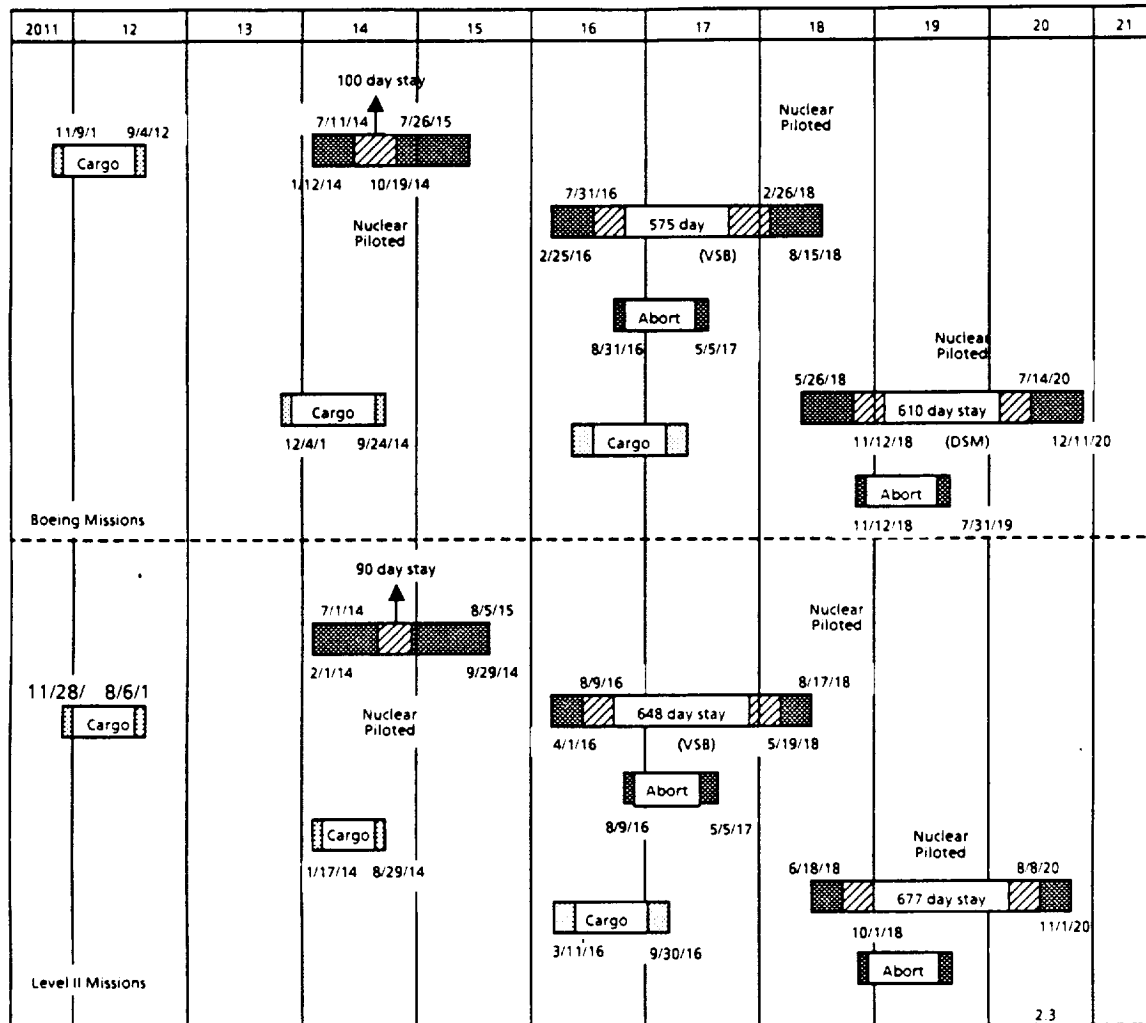 2011 12 13 14 15 16 17 18 19 20 21
100 day stay
7/11/14 7/26/15
Nuclear
Piloted
11/9/1 9/4/12
Cargo
1/12/14 10/19/14
Nuclear
Piloted
7/31/16 2/26/18
575 day
2/25/16 (VSB) 8/15/18
Abort
8/31/16 5/5/17
Nuclear
Piloted
5/26/18 7/14/20
Cargo
610 day stay
12/4/1 9/24/14
Cargo
11/12/18 (DSM) 12/11/20
Abort
Boeing Missions
11/12/18 7/31/19
90 day stay
7/1/14 8/5/15
Nuclear
Piloted
2/1/14 9/29/14
11/28/ 8/6/1
Cargo
Nuclear
Piloted
8/9/16 8/17/18
648 day stay
4/1/16 (VSB) 5/19/18
Abort
8/9/16 5/5/17
Cargo
1/17/14 8/29/14
Nuclear
Piloted
6/18/18 8/8/20
677 day stay
Cargo
3/11/16 9/30/16
10/1/18 11/1/20
Abort
Level II Missions
2.3